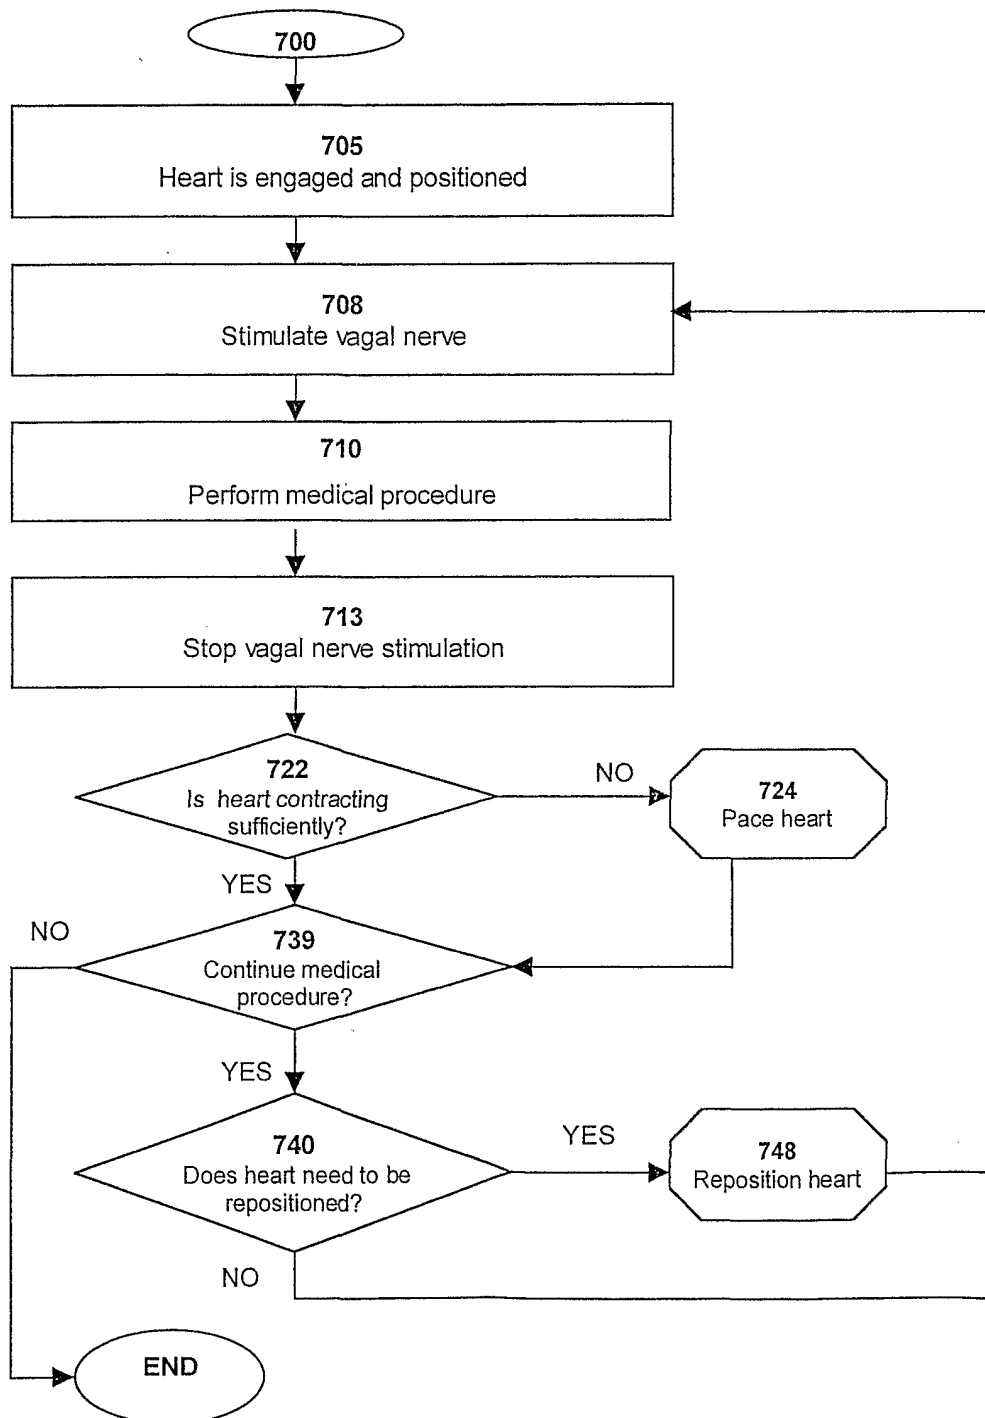 700
705
Heart is engaged and positioned
708
Stimulate vagal nerve
710
Perform medical procedure
713
Stop vagal nerve stimulation
722
Is heart contracting
sufficiently?
NO
724
Pace heart
YES
NO
739
Continue medical
procedure?
YES
740
Does heart need to be
repositioned?
YES
748
Reposition heart
NO
END